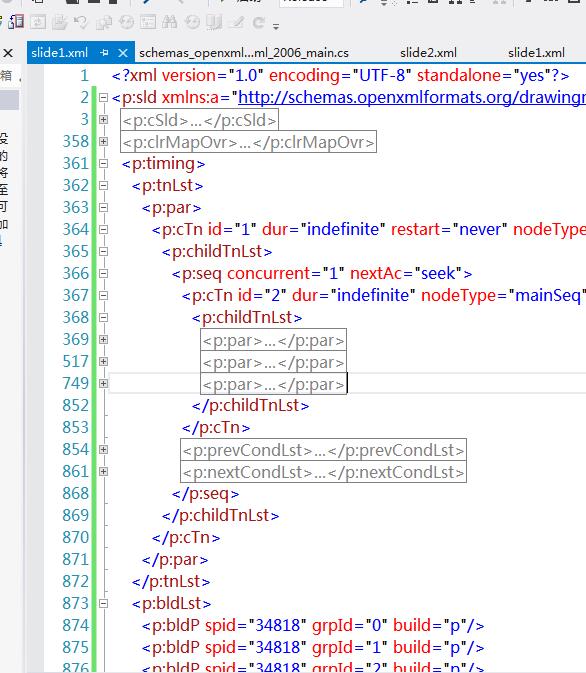 slide1.xml
schemas_openxml...ml_2006_main.cs
slide2.xml
slide1.xml
箱
没
的
将
至
可
加
1 <?xml version="1.0" encoding="UTF-8" standalone="yes"?>
2 <p:sld xmlns:a="http://schemas.openxmlformats.org/drawingr
3 <p:cSld>...</p:cSld>
358 <p:clrMapOvr>...</p:clrMapOvr>
361 <p:timing>
362 <p:tnLst>
363 <p:par>
364 <p:cTn id="1" dur="indefinite" restart="never" nodeType
365 <p:childTnLst>
366 <p:seq concurrent="1" nextAc="seek">
367 <p:cTn id="2" dur="indefinite" nodeType="mainSeq"
368 <p:childTnLst>
369 <p:par>...</p:par>
517 <p:par>...</p:par>
749 <p:par>...</p:par>
852 </p:childTnLst>
853 </p:cTn>
854 <p:prevCondLst>...</p:prevCondLst>
861 <p:nextCondLst>...</p:nextCondLst>
868 </p:seq>
869 </p:childTnLst>
870 </p:cTn>
871 </p:par>
872 </p:tnLst>
873 <p:bldLst>
874 <p:bldP spid="34818" grpId="0" build="p"/>
875 <p:bldP spid="34818" grpId="1" build="p"/>
876 <p:bldP spid="34818" grpId="2" build="p"/>